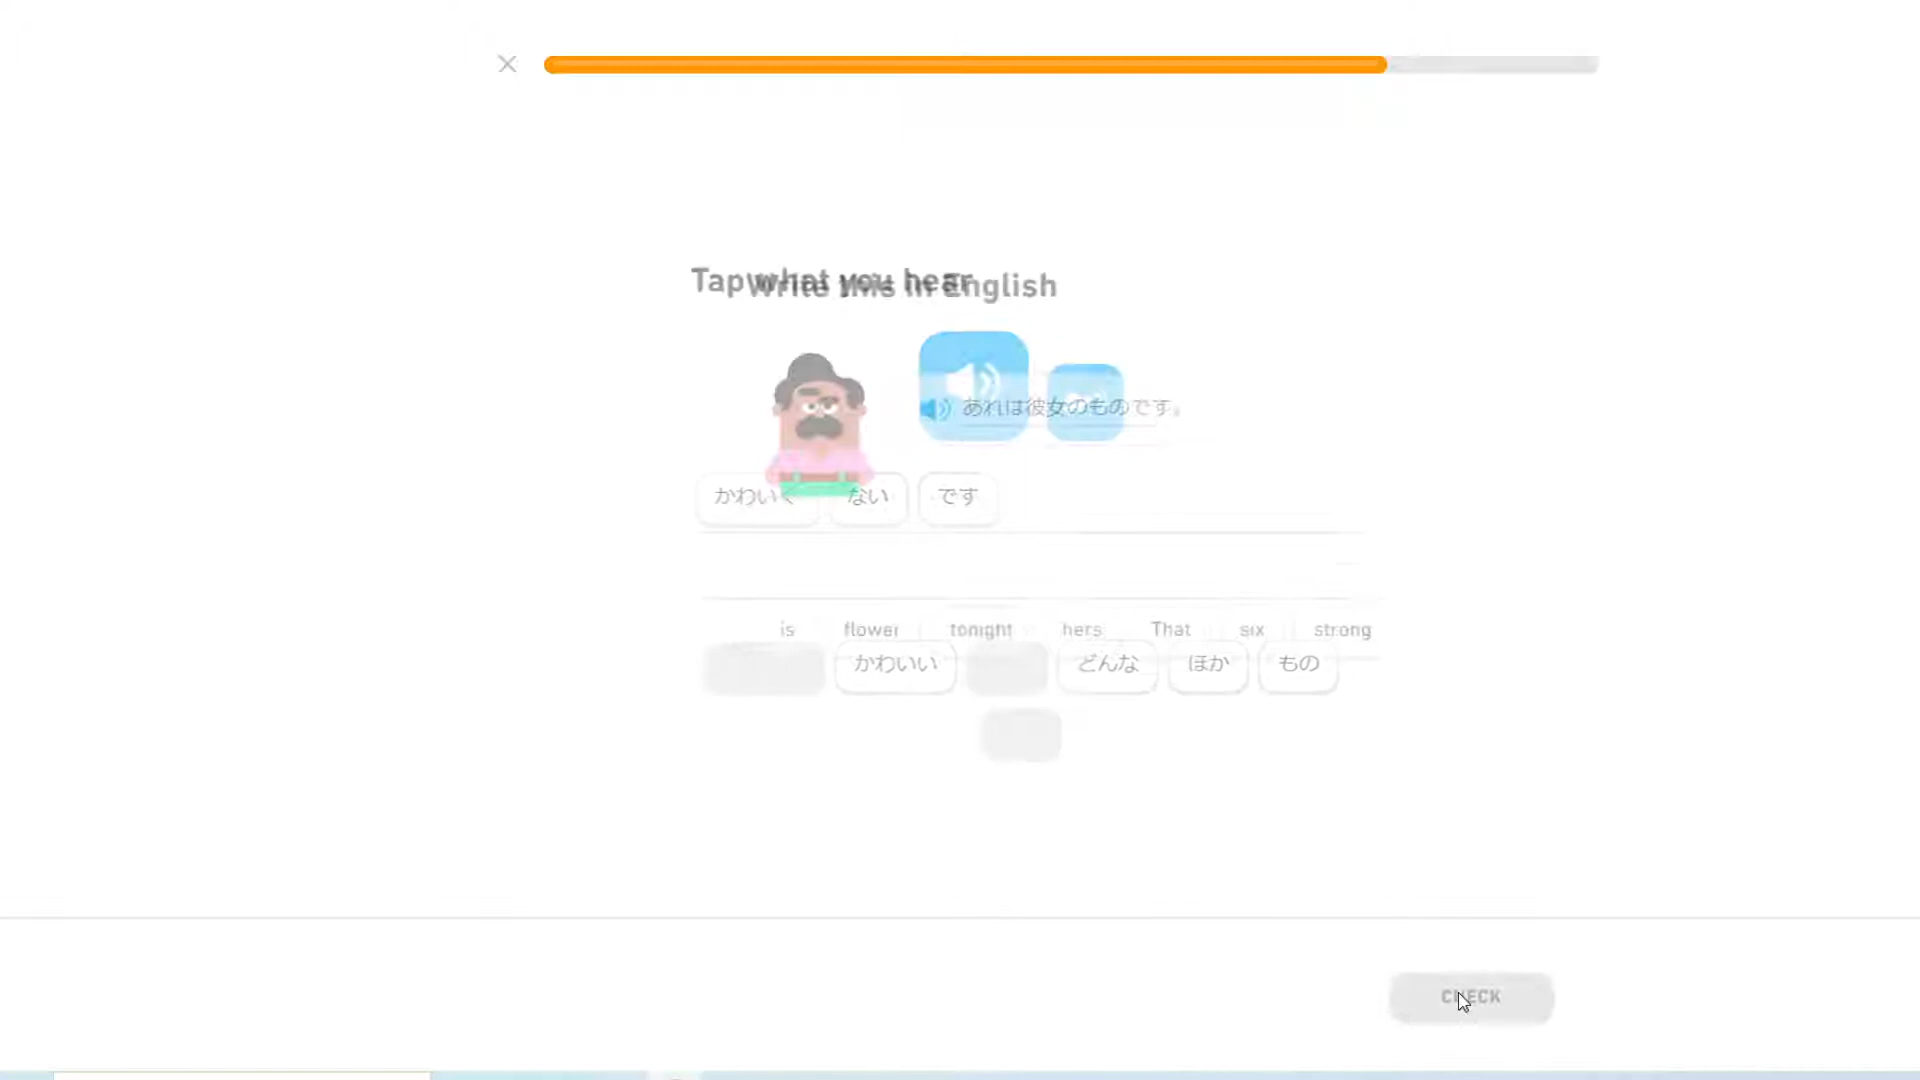 Tap what you hear
Write this in English
あれは彼女のものです。
かわいく ない です
is flower tonight hers That six strong
かわいい どんな ほか もの
CHECK